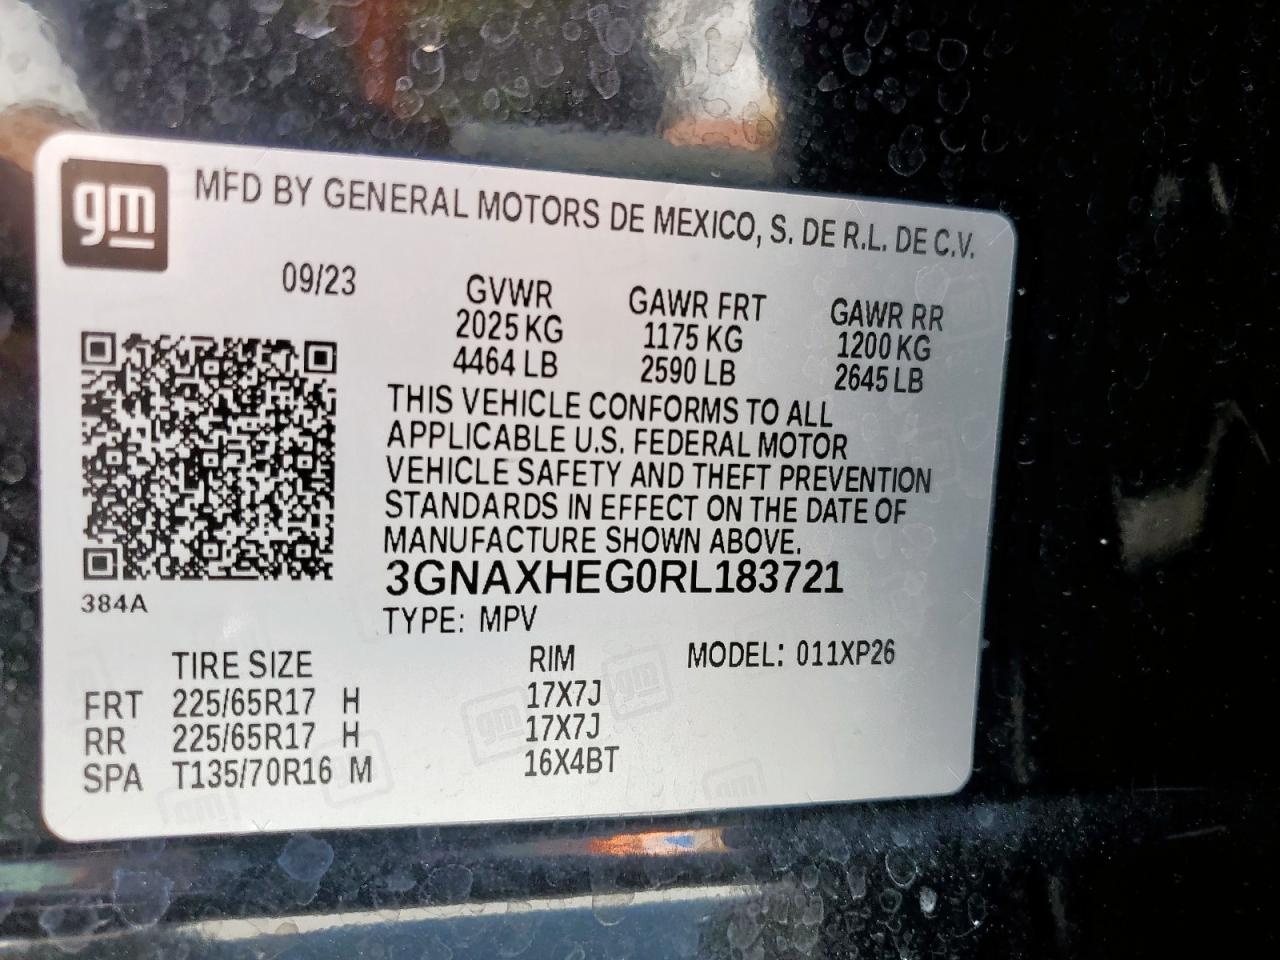 gm
MFD BY GENERAL MOTORS DE MEXICO, S. DE R.L. DE C.V.
09/23
GVWR GAWR FRT GAWR RR
2025 KG 1175 KG 1200 KG
4464 LB 2590 LB 2645 LB
THIS VEHICLE CONFORMS TO ALL
APPLICABLE U.S. FEDERAL MOTOR
VEHICLE SAFETY AND THEFT PREVENTION
STANDARDS IN EFFECT ON THE DATE OF
MANUFACTURE SHOWN ABOVE.
3GNAXHEG0RL183721
384A
TYPE: MPV
TIRE SIZE RIM MODEL: 011XP26
FRT 225/65R17 H 17X7J
RR 225/65R17 H 17X7J
SPA T135/70R16 M 16X4BT